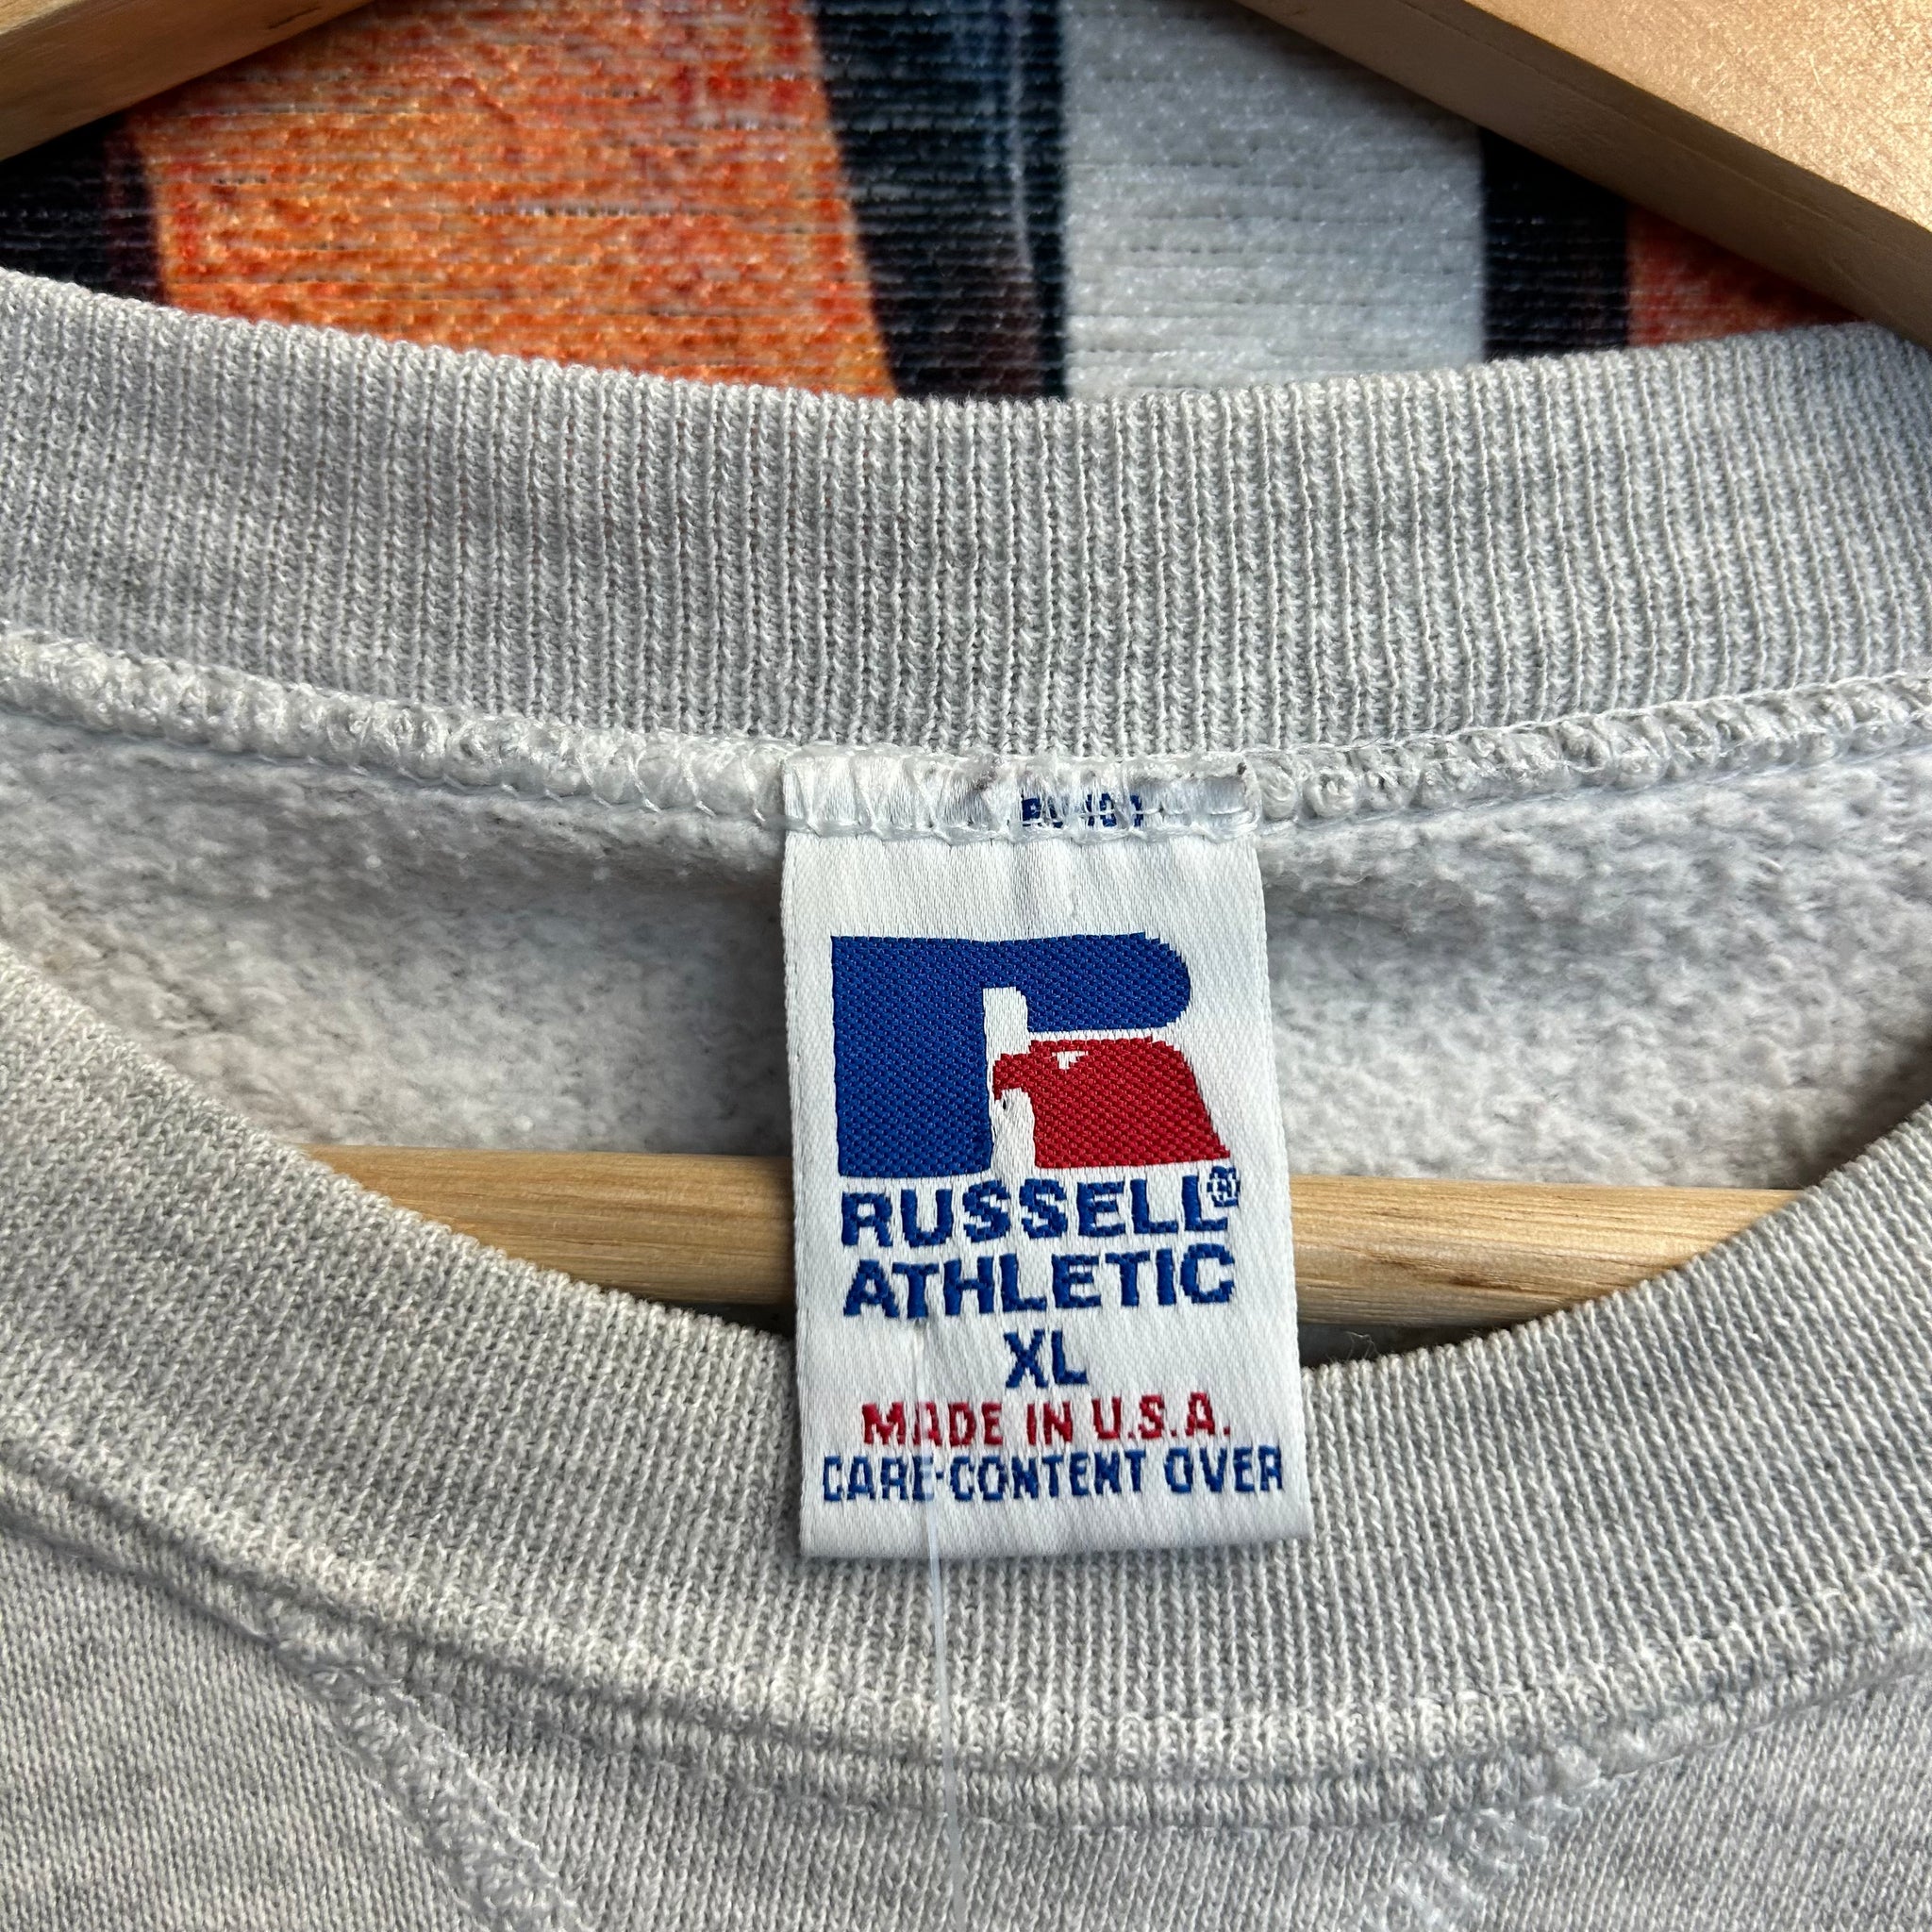 RUSSELL®
ATHLETIC
XL
MADE IN U.S.A.
CARE-CONTENT OVER